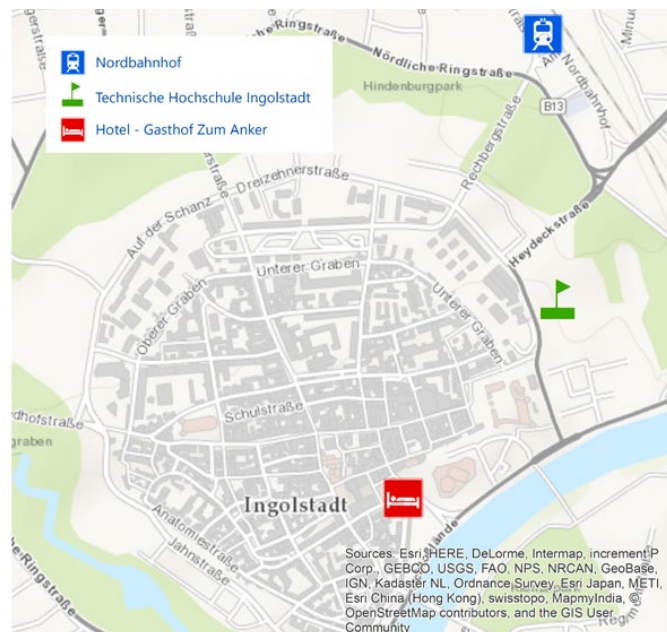 Nordbahnhof
Technische Hochschule Ingolstadt
Hotel - Gasthof Zum Anker
Nördliche Ringstraße
Am
Nordbahnhof
Hindenburgpark
B13
Rechbergstraße
Heydeckstraße
Dreizehnerstraße
Auf der Schanz
Unterer Graben
Oberer Graben
Unterer Graben
Schulstraße
graben
Ingolstadt
Anatomiestraße
Jahnstraße
lände
Sources: Esri, HERE, DeLorme, Intermap, increment P
Corp., GEBCO, USGS, FAO, NPS, NRCAN, GeoBase,
IGN, Kadaster NL, Ordnance Survey, Esri Japan, METI,
Esri China (Hong Kong), swisstopo, MapmyIndia, ©
OpenStreetMap contributors, and the GIS User
Community